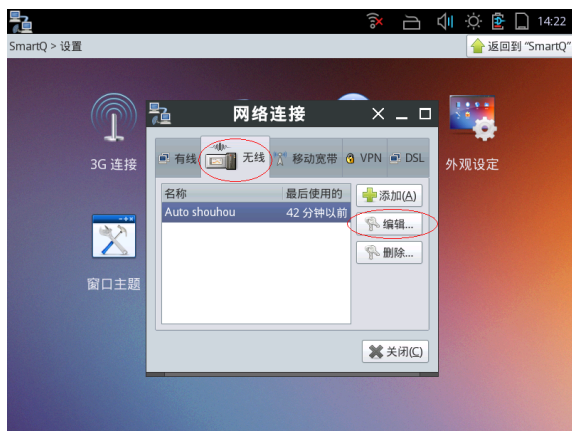 14:22
SmartQ > 设置
返回到 “SmartQ”
网络连接
3G 连接
外观设定
有线
无线
移动宽带
VPN
DSL
名称
最后使用的
添加(A)
Auto shouhou
42 分钟以前
编辑...
删除...
窗口主题
关闭(C)